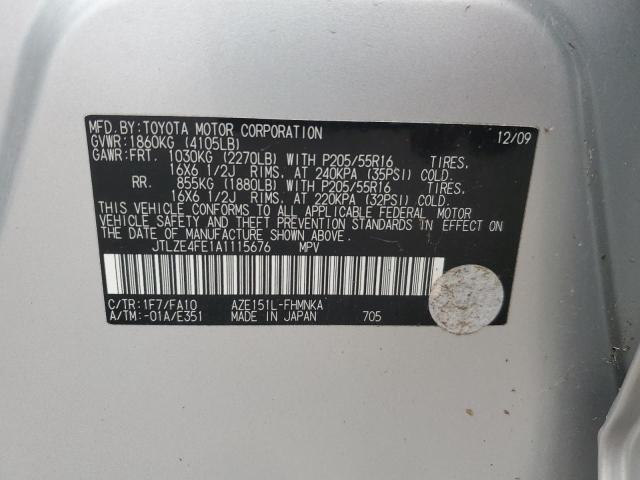 MFD. BY: TOYOTA MOTOR CORPORATION 12/09
GVWR: 1860KG (4105LB)
GAWR: FRT. 1030KG (2270LB) WITH P205/55R16 TIRES,
16X6 1/2J RIMS, AT 240KPA (35PSI) COLD.
RR. 855KG (1880LB) WITH P205/55R16 TIRES,
16X6 1/2J RIMS, AT 220KPA (32PSI) COLD.
THIS VEHICLE CONFORMS TO ALL APPLICABLE FEDERAL MOTOR
VEHICLE SAFETY AND THEFT PREVENTION STANDARDS IN EFFECT ON
THE DATE OF MANUFACTURE SHOWN ABOVE.
JTLZE4FE1A1115676 MPV
C/TR: 1F7/FA10 AZE151L-FHMNKA
A/TM: -01A/E351 MADE IN JAPAN 705